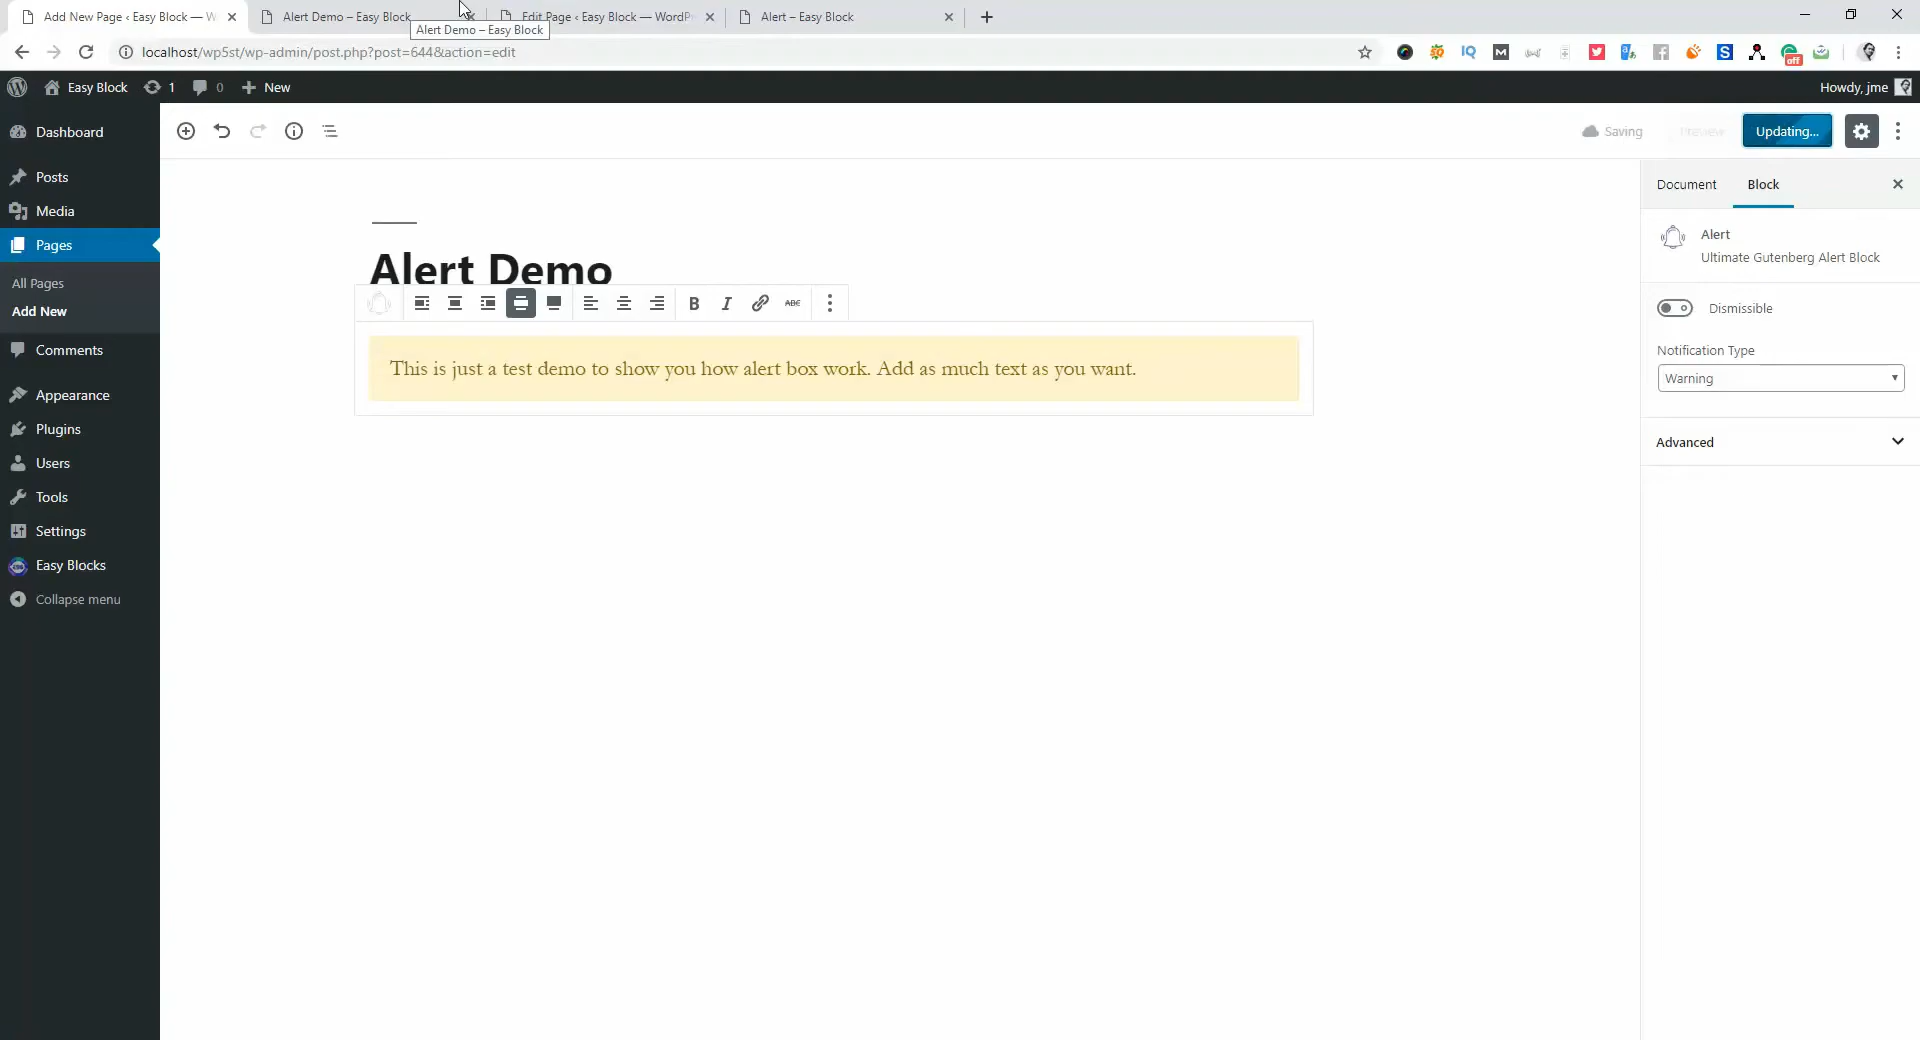 Add New Page ‹ Easy Block — W
Alert Demo – Easy Block
Edit Page ‹ Easy Block — WordPr
Alert – Easy Block
Alert Demo – Easy Block
localhost/wp5st/wp-admin/post.php?post=644&action=edit
off
Easy Block
1
0
New
Howdy, jme
Dashboard
Posts
Media
Pages
All Pages
Add New
Comments
Appearance
Plugins
Users
Tools
Settings
Easy Blocks
Collapse menu
Saving
Preview
Updating...
Alert Demo
B
I
ABC
This is just a test demo to show you how alert box work. Add as much text as you want.
Document
Block
Alert
Ultimate Gutenberg Alert Block
Dismissible
Notification Type
Warning
Advanced